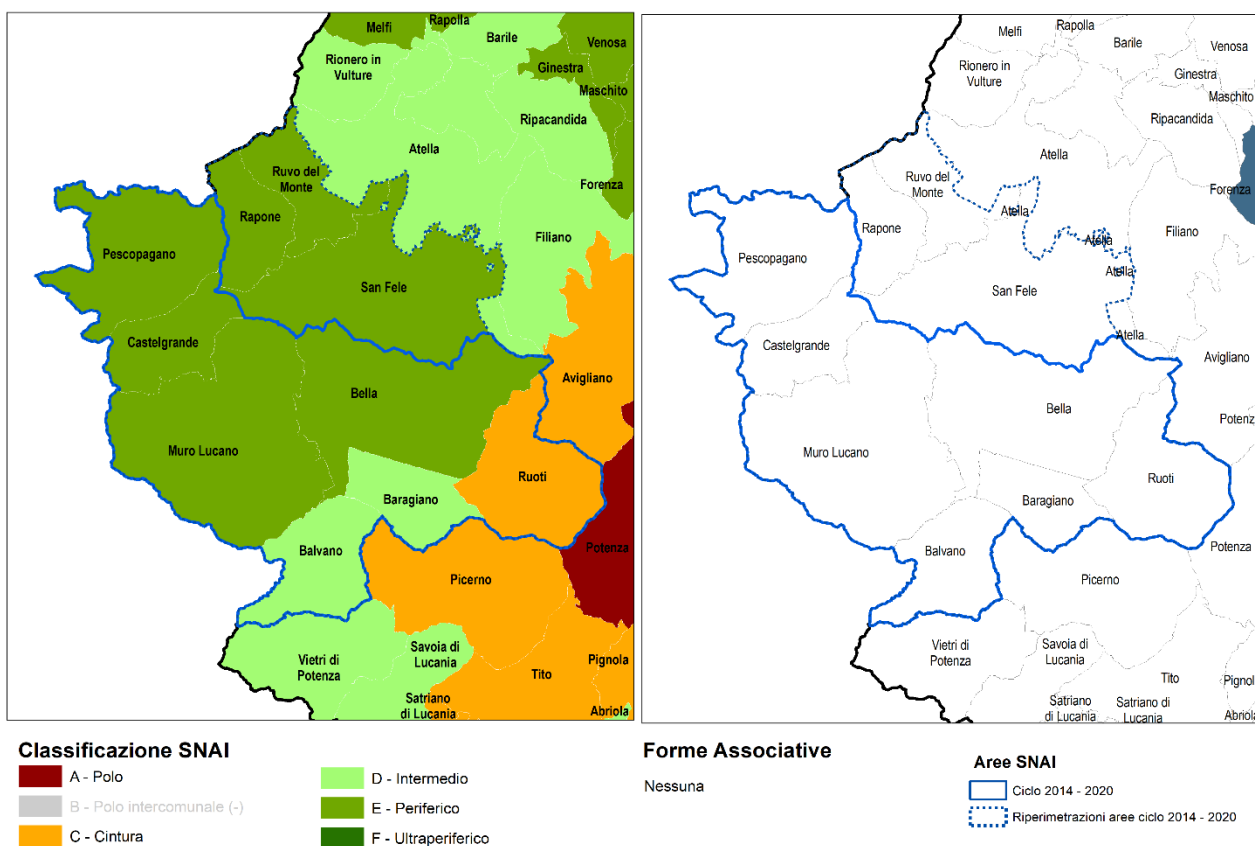 Melfi
Rapolla
Barile
Venosa
Rionero in
Vulture
Ginestra
Maschito
Ripacandida
Atella
Ruvo del
Monte
Forenza
Rapone
Filiano
Pescopagano
San Fele
Castelgrande
Avigliano
Bella
Muro Lucano
Ruoti
Baragiano
Balvano
Potenza
Picerno
Vietri di
Potenza
Savoia di
Lucania
Tito
Pignola
Satriano
di Lucania
Abriola
Melfi
Rapolla
Barile
Venosa
Rionero in
Vulture
Ginestra
Maschito
Ripacandida
Atella
Ruvo del
Monte
Forenza
Atella
Rapone
Filiano
Atella
Pescopagano
Atella
San Fele
Atella
Castelgrande
Avigliano
Bella
Potenz
Muro Lucano
Ruoti
Baragiano
Balvano
Potenza
Picerno
Vietri di
Potenza
Savoia di
Lucania
Tito
Pignol
Satriano
di Lucania
Satriano
di Lucania
Abriola
Classificazione SNAI
A - Polo
B - Polo intercomunale (-)
C - Cintura
D - Intermedio
E - Periferico
F - Ultraperiferico
Forme Associative
Nessuna
Aree SNAI
Ciclo 2014 - 2020
Riperimetrazioni aree ciclo 2014 - 2020